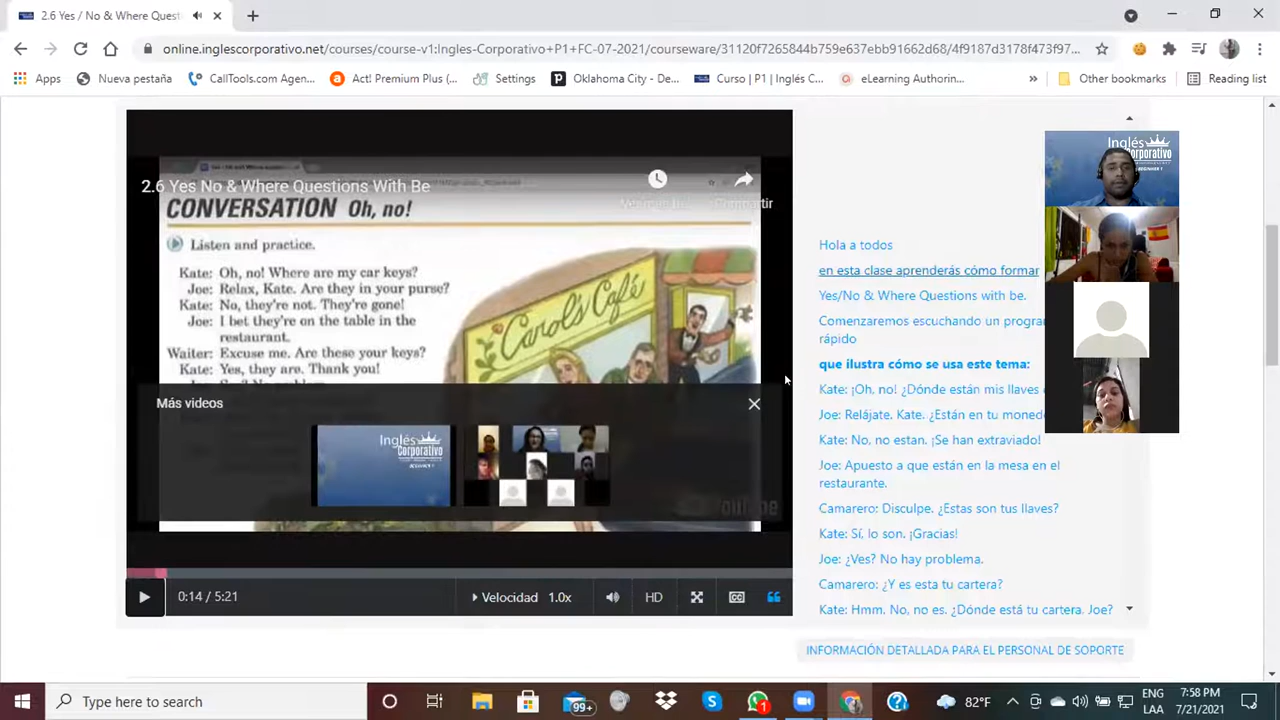 2.6 Yes / No & Where Quest
online.inglescorporativo.net/courses/course-v1:Ingles-Corporativo+P1+FC-07-2021/courseware/31120f7265844b759e637ebb91662d68/4f9187d3178f473f97...
Apps
Nueva pestaña
CallTools.com Agen...
Act! Premium Plus (...
Settings
Oklahoma City - De...
Curso | P1 | Inglés C...
eLearning Authorin...
»
Other bookmarks
Reading list
2.6 Yes No & Where Questions With Be
CONVERSATION Oh, no!
Listen and practice.
Kate: Oh, no! Where are my car keys?
Joe: Relax, Kate. Are they in your purse?
Kate: No, they're not. They're gone!
Joe: I bet they're on the table in the
restaurant.
Waiter: Excuse me. Are these your keys?
Kate: Yes, they are. Thank you!
Carol's Café
Más videos
Inglés
Corporativo
0:14 / 5:21
Velocidad 1.0x
HD
Hola a todos
en esta clase aprenderás cómo formar
Yes/No & Where Questions with be.
Comenzaremos escuchando un progra
rápido
que ilustra cómo se usa este tema:
Kate: ¡Oh, no! ¿Dónde están mis llaves
Joe: Relájate. Kate. ¿Están en tu moned
Kate: No, no estan. ¡Se han extraviado!
Joe: Apuesto a que están en la mesa en el
restaurante.
Camarero: Disculpe. ¿Estas son tus llaves?
Kate: Sí, lo son. ¡Gracias!
Joe: ¿Ves? No hay problema.
Camarero: ¿Y es esta tu cartera?
Kate: Hmm. No, no es. ¿Dónde está tu cartera. Joe?
INFORMACIÓN DETALLADA PARA EL PERSONAL DE SOPORTE
Inglés
Corporativo
Type here to search
99+
1
82°F
ENG
LAA
7:58 PM
7/21/2021